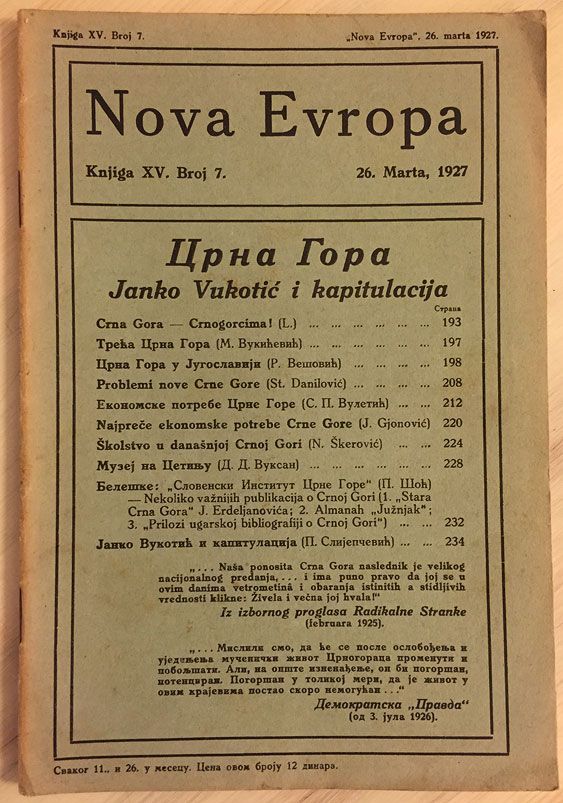 Knjiga XV. Broj 7. „Nova Evropa“, 26. marta 1927.
Nova Evropa
Knjiga XV. Broj 7. 26. Marta, 1927
Црна Гора
Janko Vukotić i kapitulacija
Страна
Crna Gora — Crnogorcima! (L.) ... ... ... ... ... ... 193
Трећа Црна Гора (М. Вукићевић) ... ... ... ... ... 197
Црна Гора у Југославији (Р. Вешовић) ... ... ... 198
Problemi nove Crne Gore (St. Danilović) ... ... ... 208
Економске потребе Црне Горе (С. П. Вулетић) ... ... 212
Najpreče ekonomske potrebe Crne Gore (J. Gjonović) 220
Školstvo u današnjoj Crnoj Gori (N. Škerović) ... ... 224
Музеј на Цетињу (Д. Д. Вуксан) ... ... ... ... ... 228
Белешке: „Словенски Институт Црне Горе“ (П. Шоћ)
— Nekoliko važnijih publikacija o Crnoj Gori (1. „Stara
Crna Gora“ J. Erdeljanovića; 2. Almanah „Južnjak“;
3. „Prilozi ugarskoj bibliografiji o Crnoj Gori“) ... ... 232
Јанко Вукотић и капитулација (П. Слијепчевић) ... ... 234
„... Naša ponosita Crna Gora naslednik je velikog
nacijonalnog predanja, ... i ima puno pravo da joj se u
ovim danima vetrometinâ i obaranja istinitih a stidljivih
vrednosti klikne: Živela i večna joj hvala!“
Iz izbornog proglasa Radikalne Stranke
(februara 1925).
„... Мислили смо, да ће се после ослобођења и
уједињења мученички живот Црногораца променути и
побољшати. Али, на опште изненађење, он би погоршан,
потенциран. Погоршан у толикој мери, да је живот у
овим крајевима постао скоро немогућан ...“
Демократска „Правда“
(од 3. јула 1926).
Сваког 11., и 26. у месецу. Цена овом броју 12 динара.